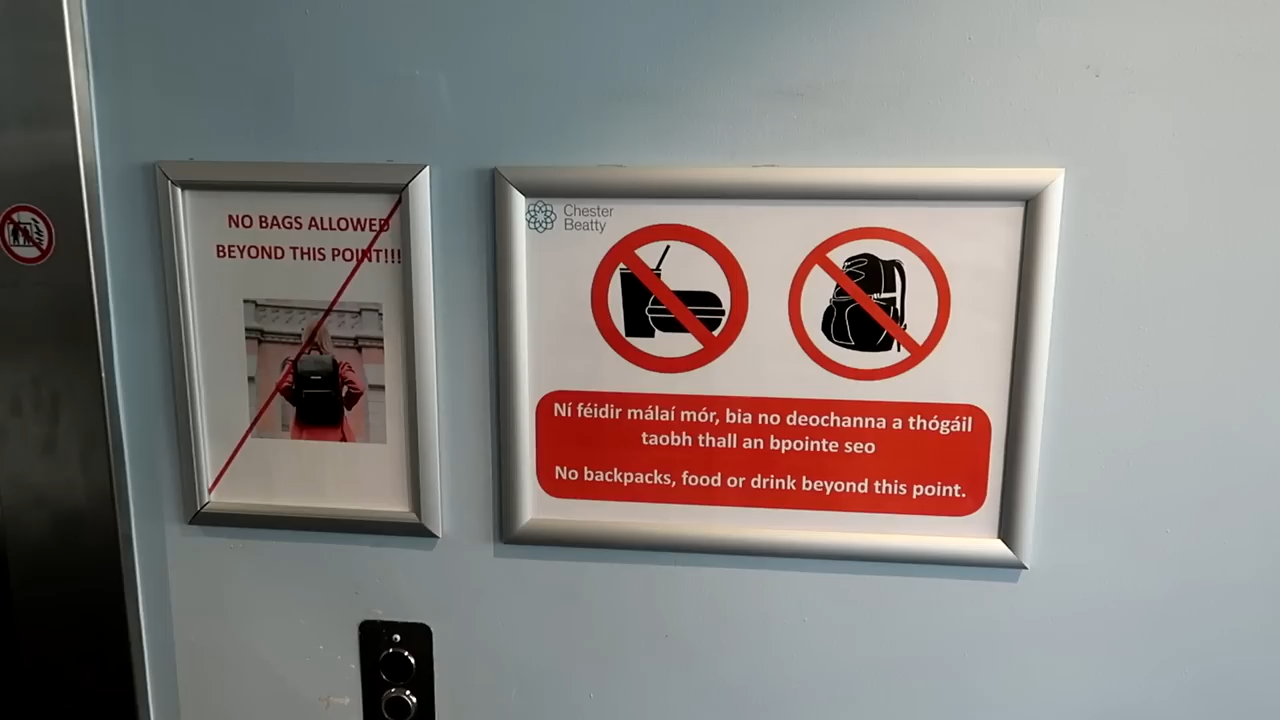 NO BAGS ALLOWED
BEYOND THIS POINT!!!
Chester
Beatty
Ní féidir málaí mór, bia no deochanna a thógáil
taobh thall an bpointe seo
No backpacks, food or drink beyond this point.